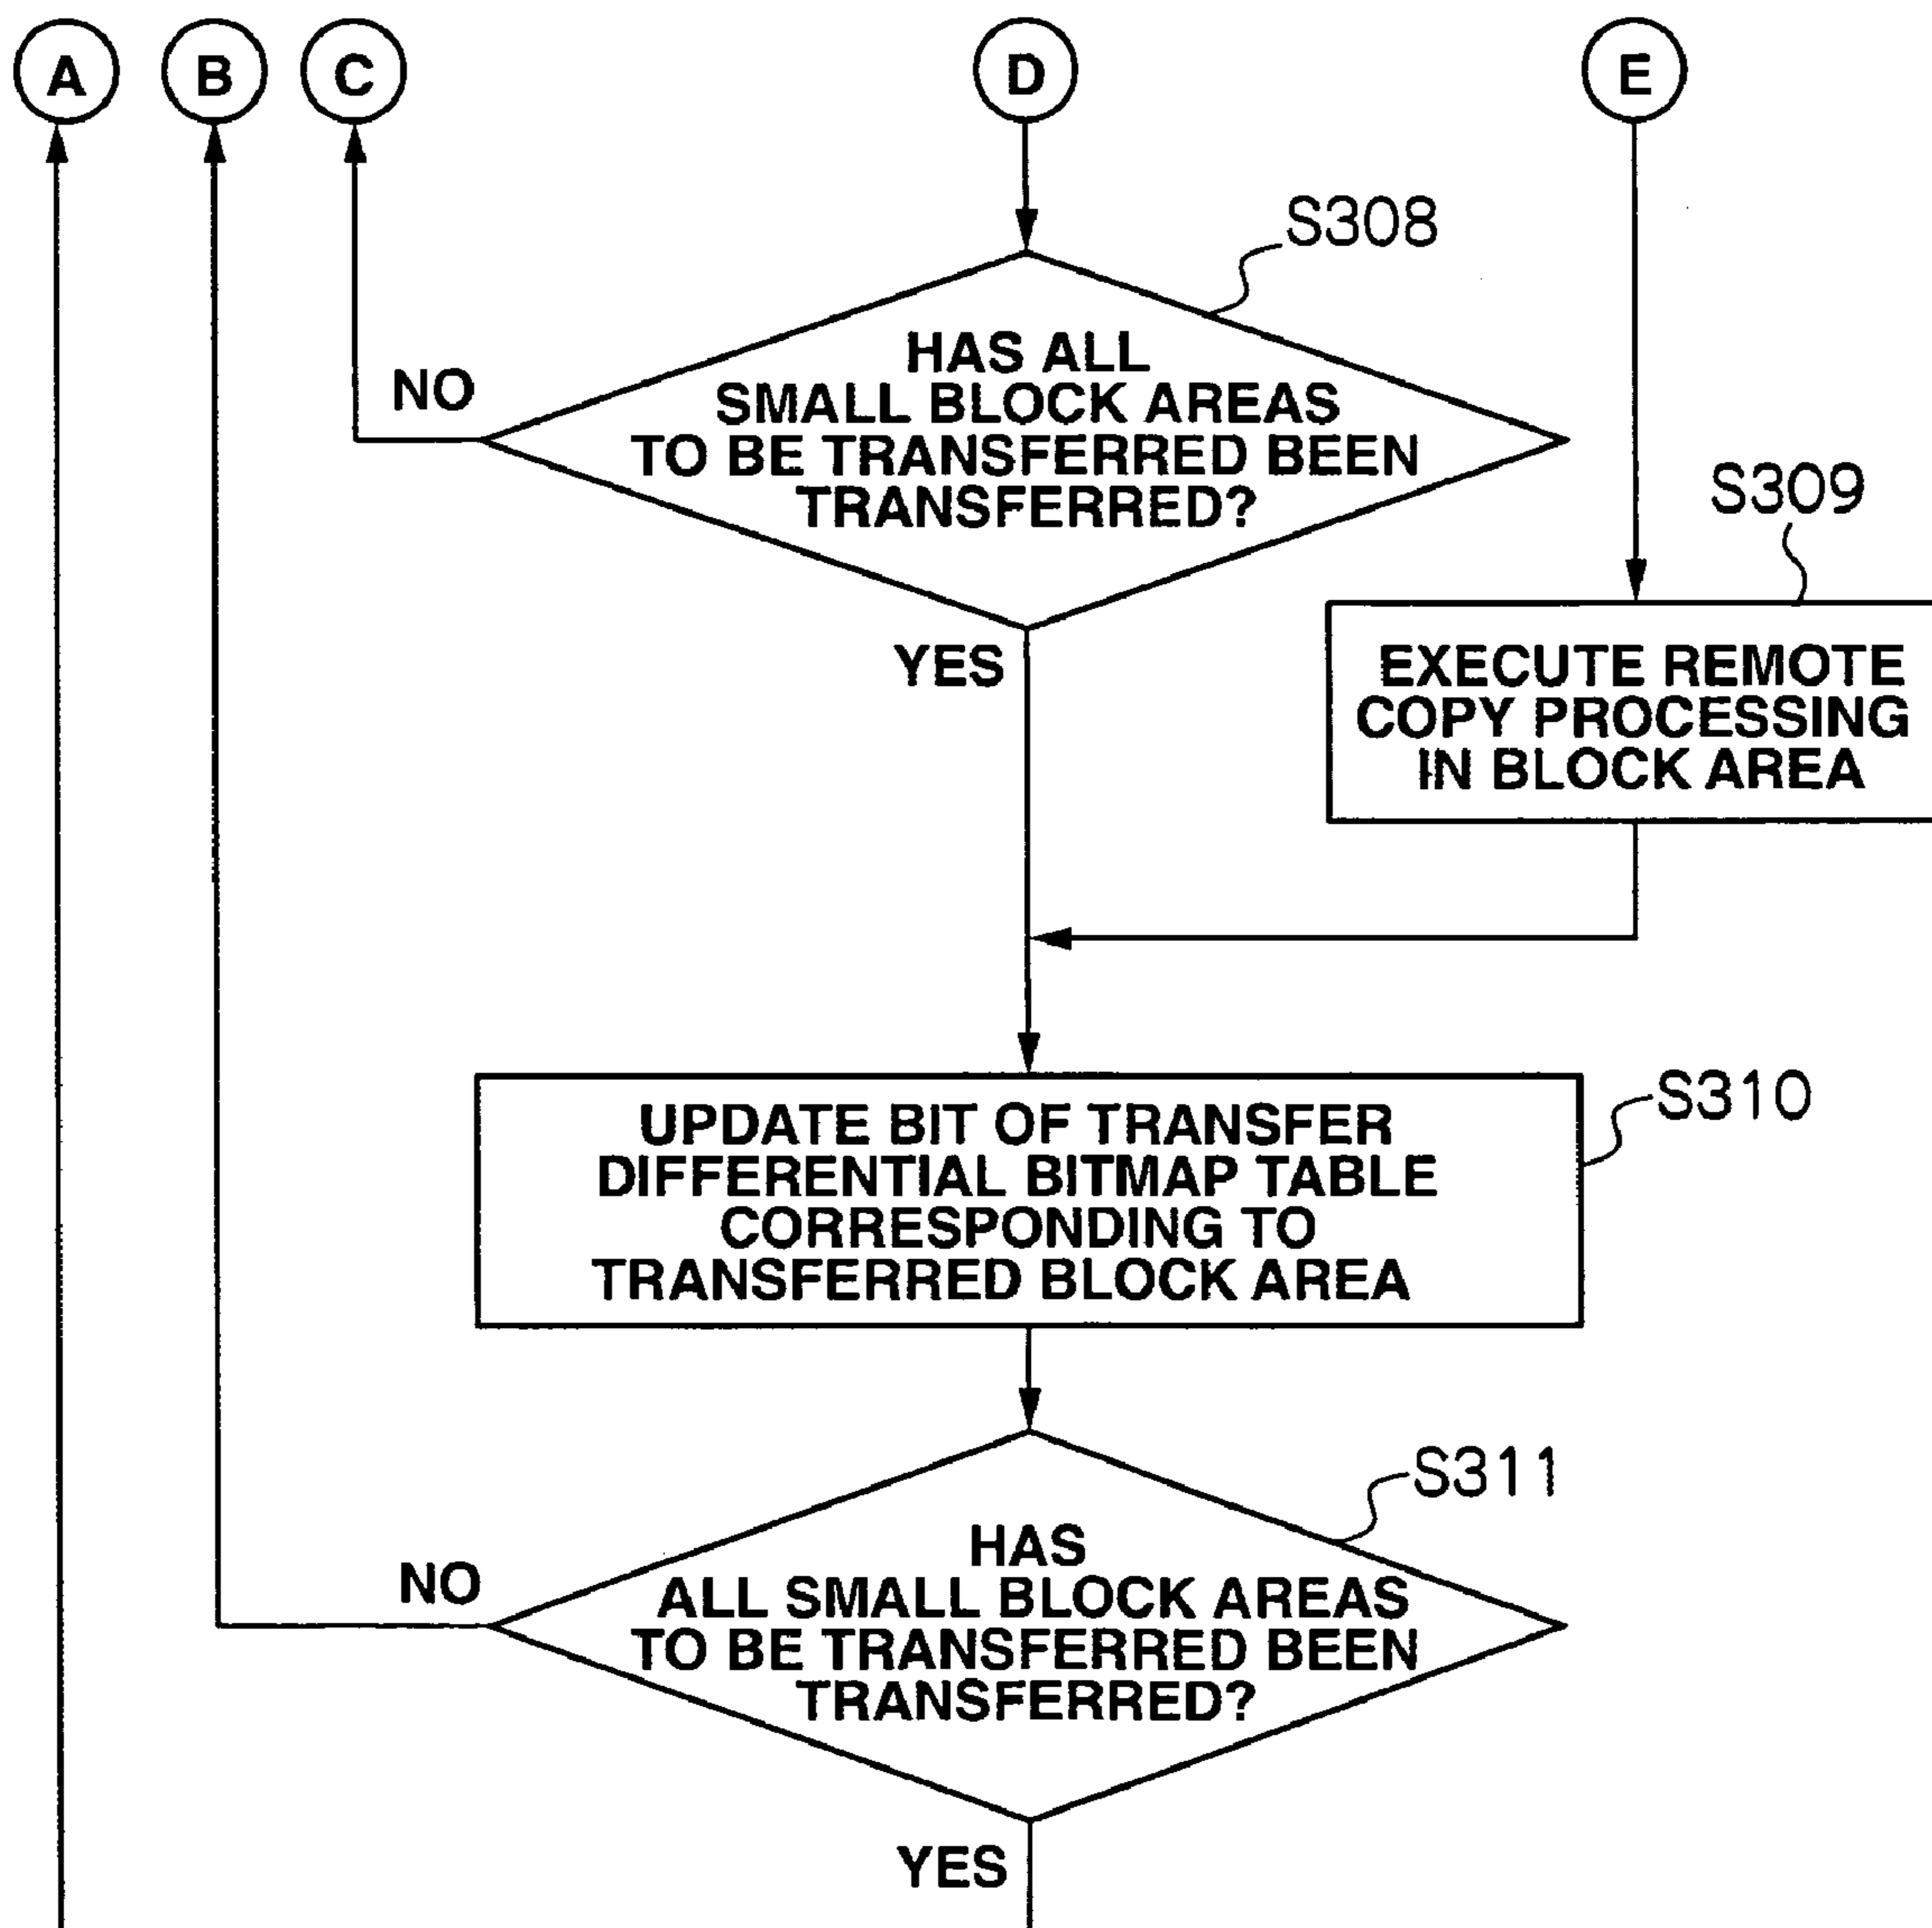 A
B
C
D
E
S308
HAS ALL
SMALL BLOCK AREAS
TO BE TRANSFERRED BEEN
TRANSFERRED?
NO
YES
S309
EXECUTE REMOTE
COPY PROCESSING
IN BLOCK AREA
S310
UPDATE BIT OF TRANSFER
DIFFERENTIAL BITMAP TABLE
CORRESPONDING TO
TRANSFERRED BLOCK AREA
S311
HAS
ALL SMALL BLOCK AREAS
TO BE TRANSFERRED BEEN
TRANSFERRED?
NO
YES